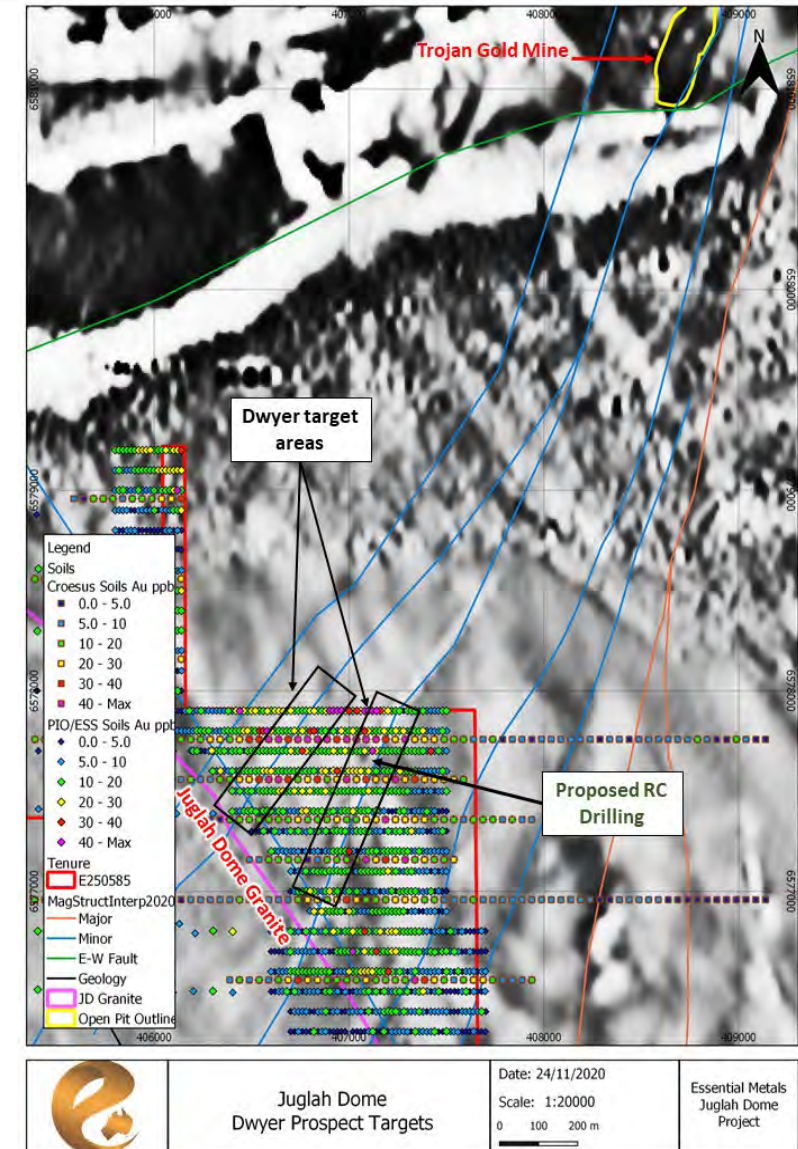 407000
408000
409000
Trojan Gold Mine
N
6581000
6581000
6580000
Dwyer target
areas
6579000
6579000
Legend
Soils
Croesus Soils Au ppb
0.0 - 5.0
5.0 - 10
10 - 20
20 - 30
30 - 40
40 - Max
PIO/ESS Soils Au ppb
0.0 - 5.0
5.0 - 10
10 - 20
20 - 30
30 - 40
40 - Max
Tenure
E250585
MagStructInterp2020
Major
Minor
E-W Fault
Geology
JD Granite
Open Pit Outline
6578000
6578000
Proposed RC
Drilling
Juglah Dome Granite
6577000
6577000
406000
407000
408000
409000
Juglah Dome
Dwyer Prospect Targets
Date: 24/11/2020
Scale: 1:20000
0 100 200 m
Essential Metals
Juglah Dome
Project